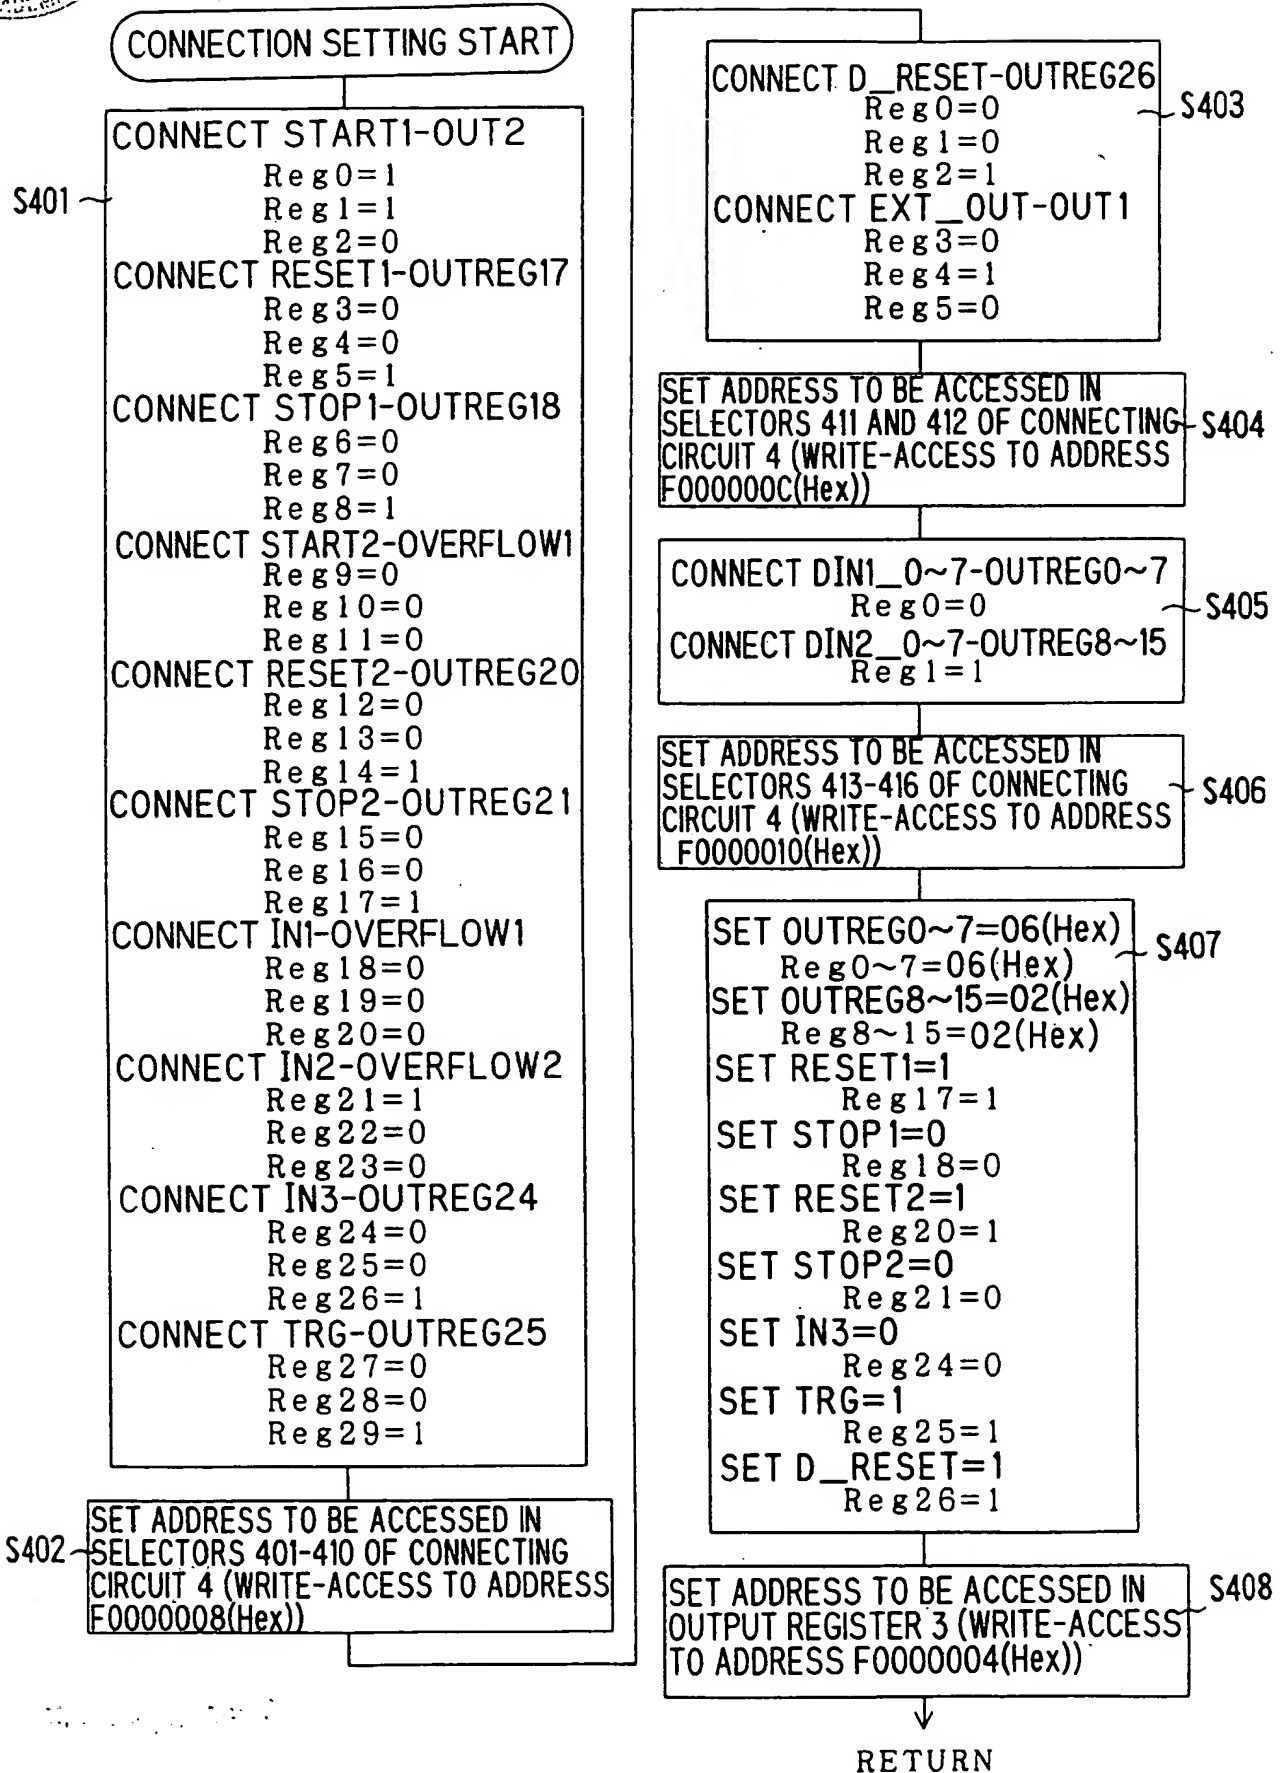 CONNECTION SETTING START
S401
CONNECT START1-OUT2
Reg0=1
Reg1=1
Reg2=0
CONNECT RESET1-OUTREG17
Reg3=0
Reg4=0
Reg5=1
CONNECT STOP1-OUTREG18
Reg6=0
Reg7=0
Reg8=1
CONNECT START2-OVERFLOW1
Reg9=0
Reg10=0
Reg11=0
CONNECT RESET2-OUTREG20
Reg12=0
Reg13=0
Reg14=1
CONNECT STOP2-OUTREG21
Reg15=0
Reg16=0
Reg17=1
CONNECT IN1-OVERFLOW1
Reg18=0
Reg19=0
Reg20=0
CONNECT IN2-OVERFLOW2
Reg21=1
Reg22=0
Reg23=0
CONNECT IN3-OUTREG24
Reg24=0
Reg25=0
Reg26=1
CONNECT TRG-OUTREG25
Reg27=0
Reg28=0
Reg29=1
S402
SET ADDRESS TO BE ACCESSED IN
SELECTORS 401-410 OF CONNECTING
CIRCUIT 4 (WRITE-ACCESS TO ADDRESS
F0000008(Hex))
S403
CONNECT D_RESET-OUTREG26
Reg0=0
Reg1=0
Reg2=1
CONNECT EXT_OUT-OUT1
Reg3=0
Reg4=1
Reg5=0
S404
SET ADDRESS TO BE ACCESSED IN
SELECTORS 411 AND 412 OF CONNECTING
CIRCUIT 4 (WRITE-ACCESS TO ADDRESS
F000000C(Hex))
S405
CONNECT DIN1_0~7-OUTREG0~7
Reg0=0
CONNECT DIN2_0~7-OUTREG8~15
Reg1=1
S406
SET ADDRESS TO BE ACCESSED IN
SELECTORS 413-416 OF CONNECTING
CIRCUIT 4 (WRITE-ACCESS TO ADDRESS
F0000010(Hex))
S407
SET OUTREG0~7=06(Hex)
Reg0~7=06(Hex)
SET OUTREG8~15=02(Hex)
Reg8~15=02(Hex)
SET RESET1=1
Reg17=1
SET STOP1=0
Reg18=0
SET RESET2=1
Reg20=1
SET STOP2=0
Reg21=0
SET IN3=0
Reg24=0
SET TRG=1
Reg25=1
SET D_RESET=1
Reg26=1
S408
SET ADDRESS TO BE ACCESSED IN
OUTPUT REGISTER 3 (WRITE-ACCESS
TO ADDRESS F0000004(Hex))
RETURN